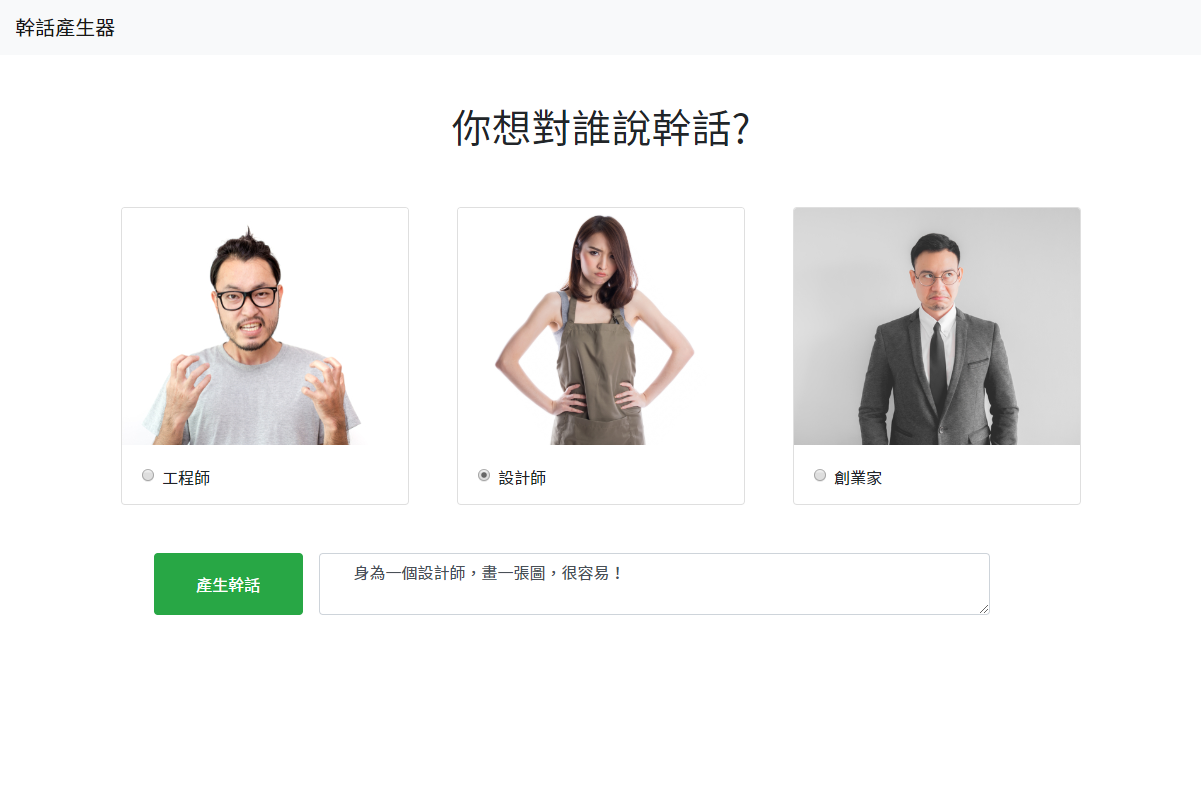 幹話產生器
你想對誰說幹話?
工程師
設計師
創業家
產生幹話
身為一個設計師，畫一張圖，很容易！